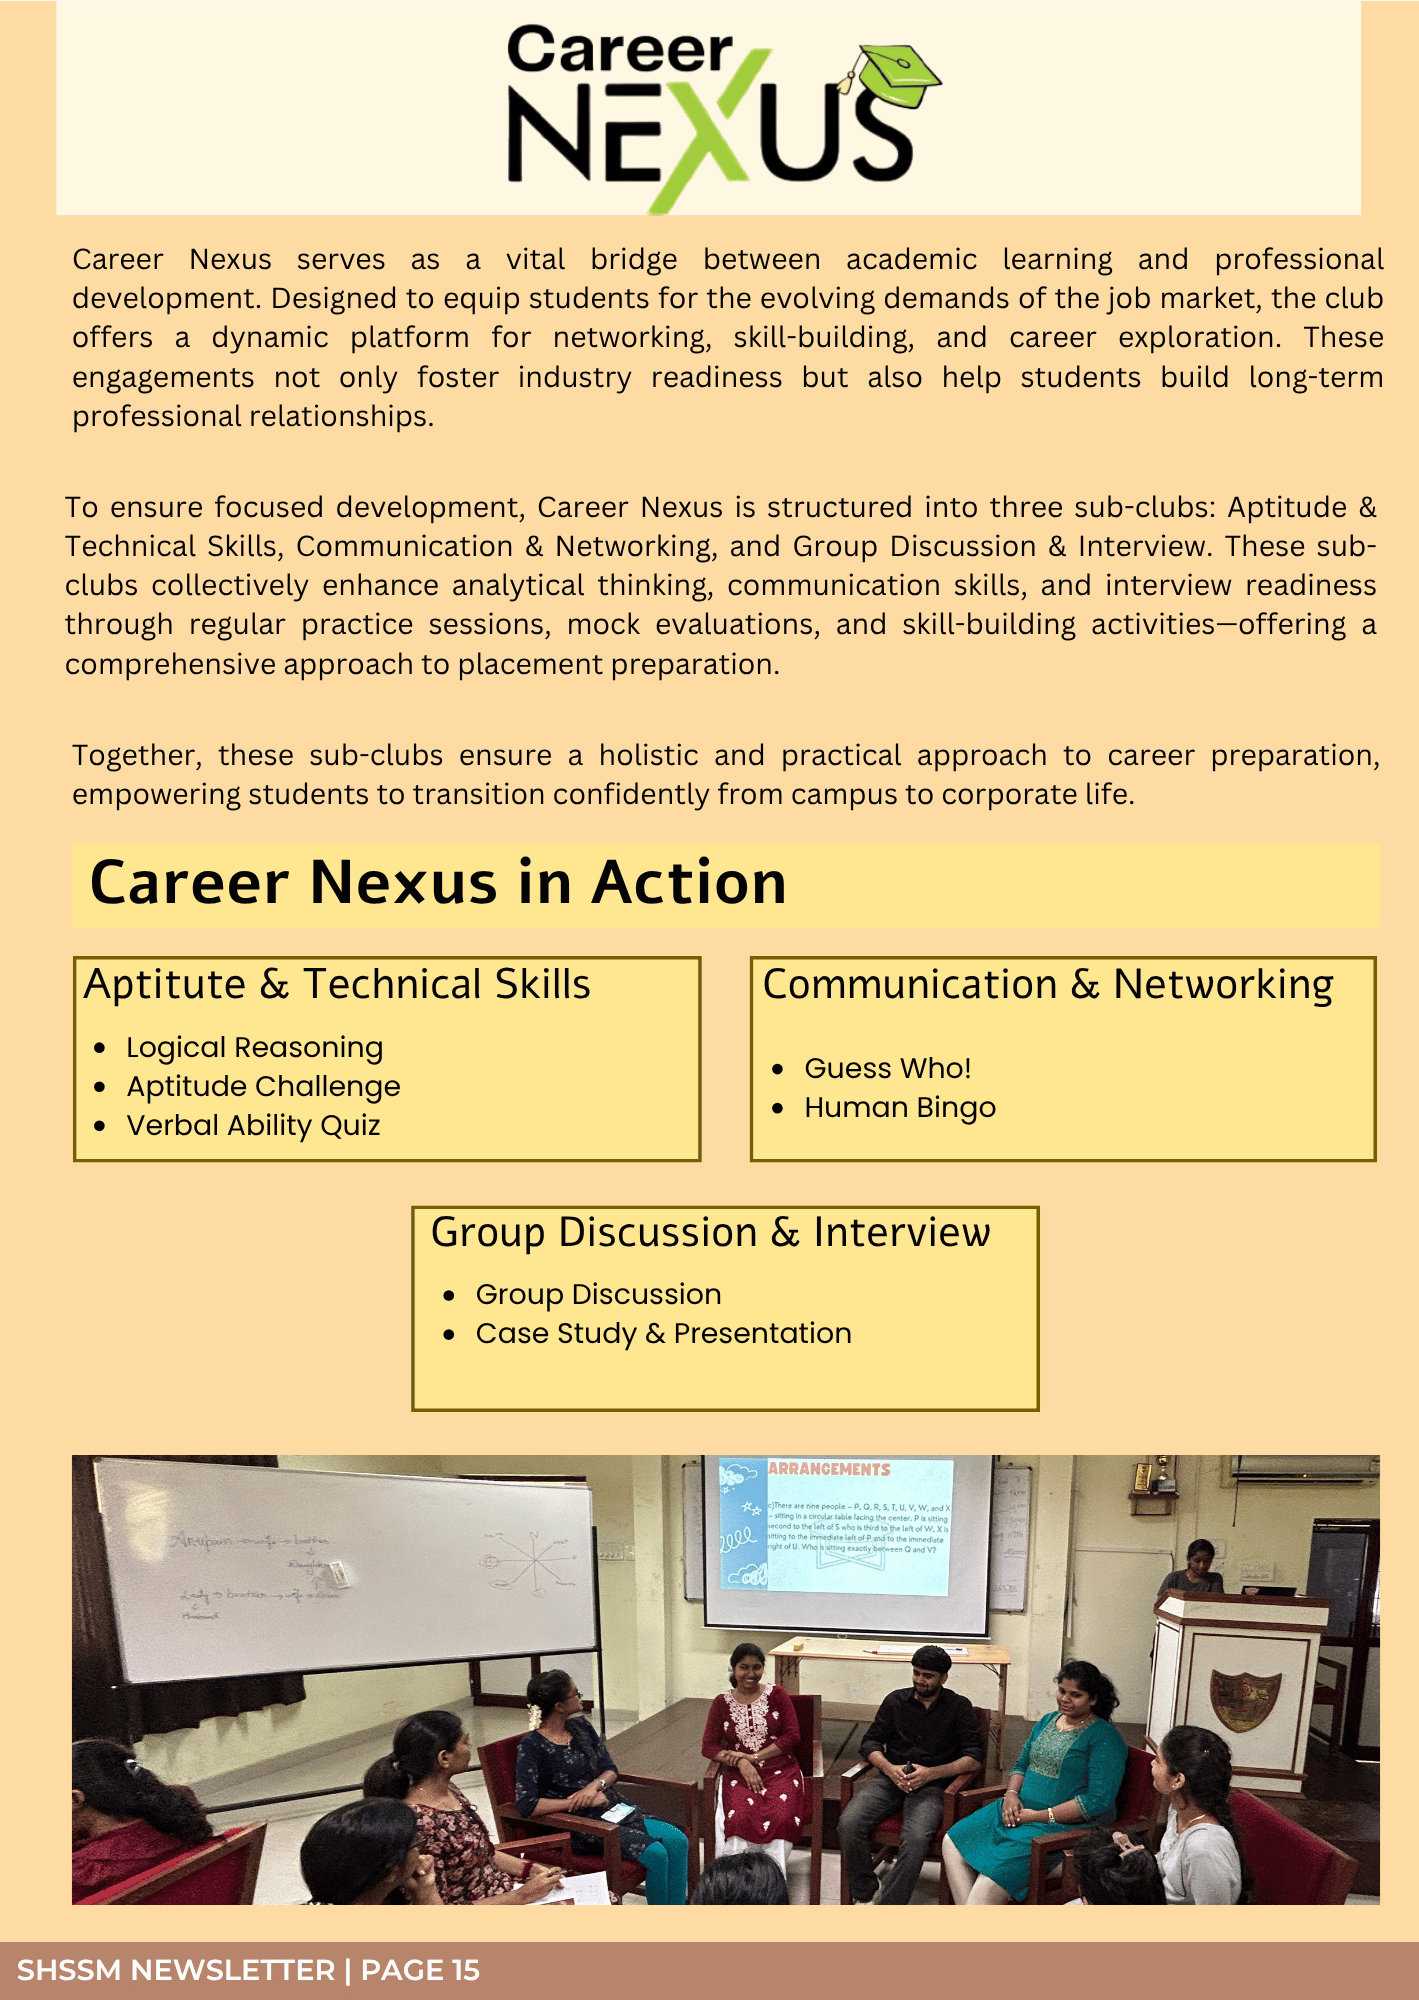 Career
NEXUS
Career Nexus serves as a vital bridge between academic learning and professional
development. Designed to equip students for the evolving demands of the job market, the club
offers a dynamic platform for networking, skill-building, and career exploration. These
engagements not only foster industry readiness but also help students build long-term
professional relationships.
To ensure focused development, Career Nexus is structured into three sub-clubs: Aptitude &
Technical Skills, Communication & Networking, and Group Discussion & Interview. These sub-
clubs collectively enhance analytical thinking, communication skills, and interview readiness
through regular practice sessions, mock evaluations, and skill-building activities—offering a
comprehensive approach to placement preparation.
Together, these sub-clubs ensure a holistic and practical approach to career preparation,
empowering students to transition confidently from campus to corporate life.
Career Nexus in Action
Aptitute & Technical Skills
• Logical Reasoning
• Aptitude Challenge
• Verbal Ability Quiz
Communication & Networking
• Guess Who!
• Human Bingo
Group Discussion & Interview
• Group Discussion
• Case Study & Presentation
ARRANGEMENTS
c)There are nine people – P, Q, R, S, T, U, V, W, and X
– sitting in a circular table facing the center. P is sitting
second to the left of S who is third to the left of W. X is
sitting to the immediate left of P and to the immediate
right of U. Who is sitting exactly between Q and V?
SHSSM NEWSLETTER | PAGE 15